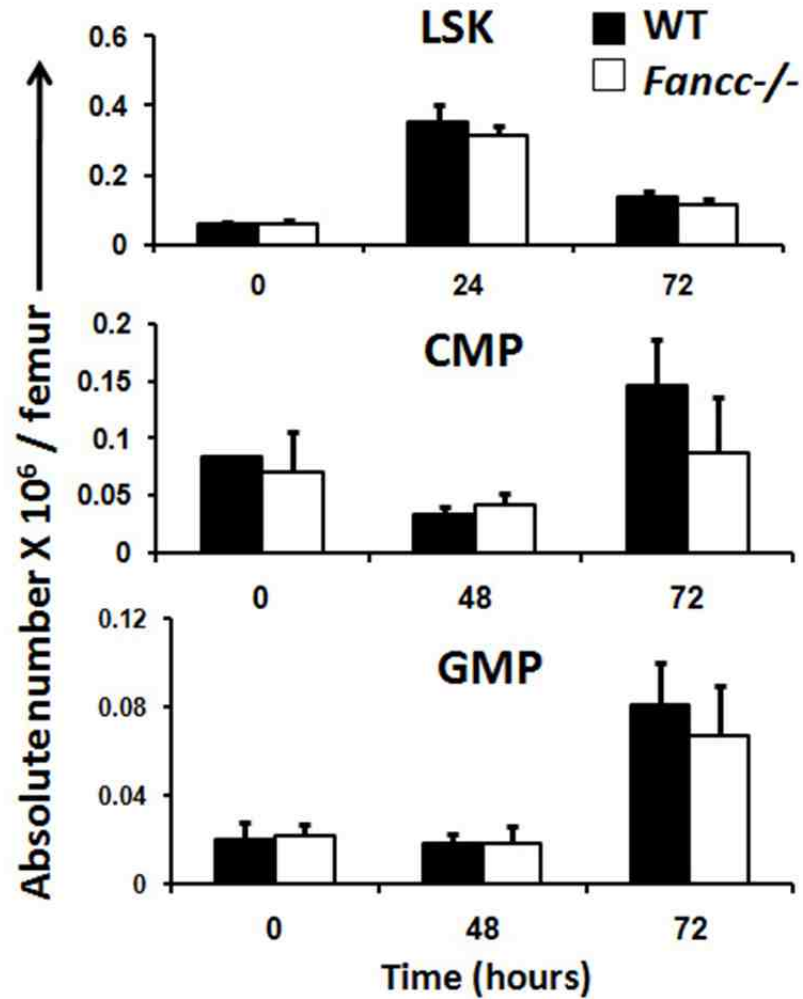 LSK
WT
Fancc-/-
0.6
0.4
0.2
0
0 24 72
CMP
0.2
0.15
0.1
0.05
0
0 48 72
GMP
0.12
0.08
0.04
0
0 48 72
Time (hours)
Absolute number X 10⁶ / femur